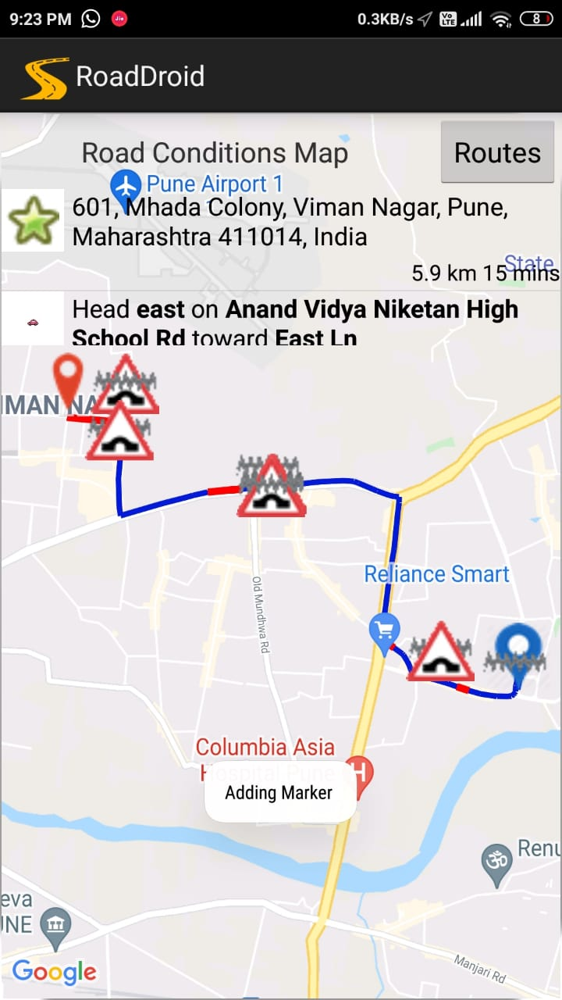 9:23 PM
Jio
0.3KB/s
Vo LTE
8
RoadDroid
Road Conditions Map
Routes
Pune Airport 1
601, Mhada Colony, Viman Nagar, Pune,
Maharashtra 411014, India
State
5.9 km 15 mins
Head east on Anand Vidya Niketan High
School Rd toward East Ln
IMAN NA
Reliance Smart
Old Mundhwa Rd
Columbia Asia
Hospital Pune
H
Adding Marker
Renu
eva
UNE
Manjari Rd
Google